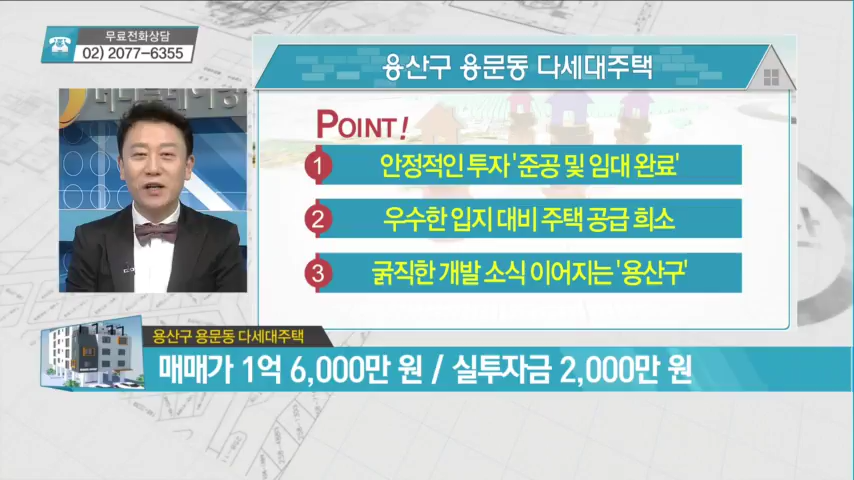 무료전화상담
02) 2077-6355
용산구 용문동 다세대주택
POINT!
1 안정적인 투자 '준공 및 임대 완료'
2 우수한 입지 대비 주택 공급 희소
3 굵직한 개발 소식 이어지는 '용산구'
용산구 용문동 다세대주택
매매가 1억 6,000만 원 / 실투자금 2,000만 원